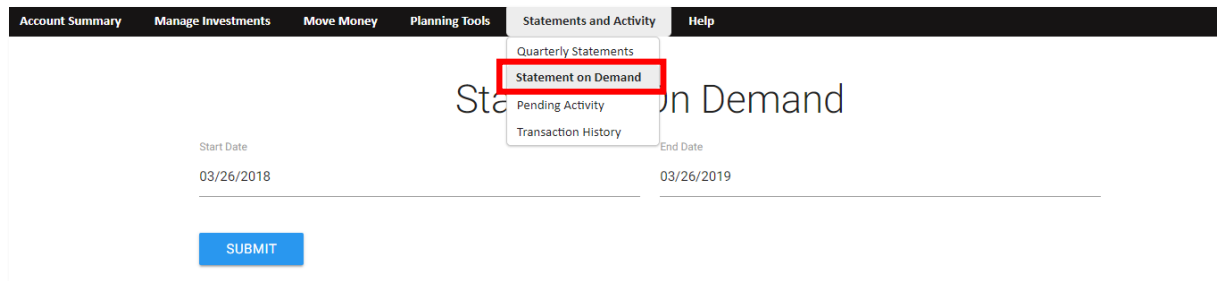 Account Summary Manage Investments Move Money Planning Tools Statements and Activity Help
Quarterly Statements
Statement on Demand
Pending Activity
Transaction History
On Demand
Start Date End Date
03/26/2018 03/26/2019
SUBMIT